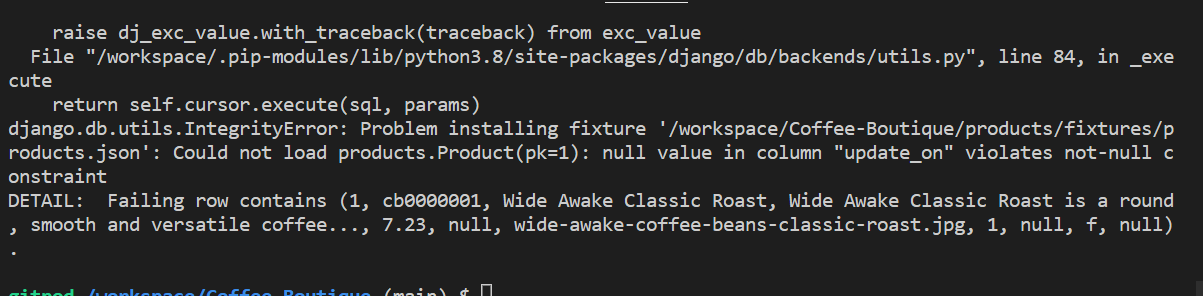 raise dj_exc_value.with_traceback(traceback) from exc_value
  File "/workspace/.pip-modules/lib/python3.8/site-packages/django/db/backends/utils.py", line 84, in _exe
cute
    return self.cursor.execute(sql, params)
django.db.utils.IntegrityError: Problem installing fixture '/workspace/Coffee-Boutique/products/fixtures/p
roducts.json': Could not load products.Product(pk=1): null value in column "update_on" violates not-null c
onstraint
DETAIL:  Failing row contains (1, cb0000001, Wide Awake Classic Roast, Wide Awake Classic Roast is a round
, smooth and versatile coffee..., 7.23, null, wide-awake-coffee-beans-classic-roast.jpg, 1, null, f, null)
.
gitpod /workspace/Coffee-Boutique (main) $